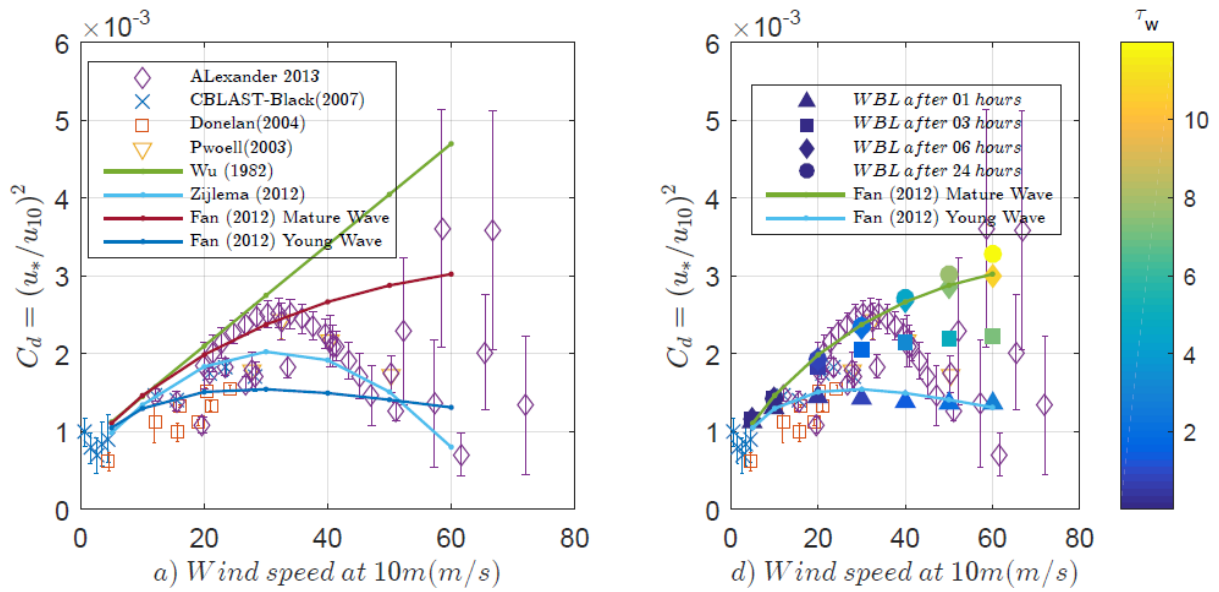 ×10⁻³
6
5
4
3
2
1
0
C_d = (u_*/u_10)^2
ALexander 2013
CBLAST-Black(2007)
Donelan(2004)
Pwoell(2003)
Wu (1982)
Zijlema (2012)
Fan (2012) Mature Wave
Fan (2012) Young Wave
0 20 40 60 80
a) Wind speed at 10m(m/s)
×10⁻³
6
5
4
3
2
1
0
C_d = (u_*/u_10)^2
WBL after 01 hours
WBL after 03 hours
WBL after 06 hours
WBL after 24 hours
Fan (2012) Mature Wave
Fan (2012) Young Wave
0 20 40 60 80
d) Wind speed at 10m(m/s)
τ_w
10
8
6
4
2